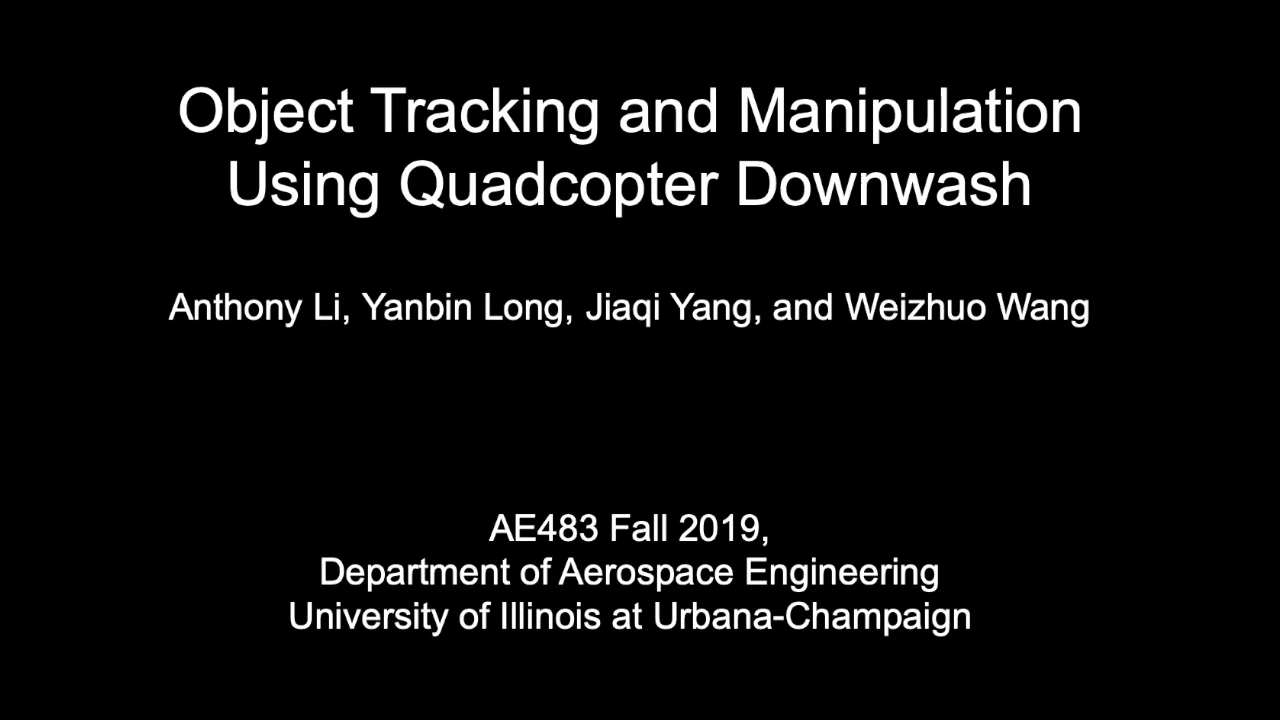 Object Tracking and Manipulation
Using Quadcopter Downwash
Anthony Li, Yanbin Long, Jiaqi Yang, and Weizhuo Wang
AE483 Fall 2019,
Department of Aerospace Engineering
University of Illinois at Urbana-Champaign